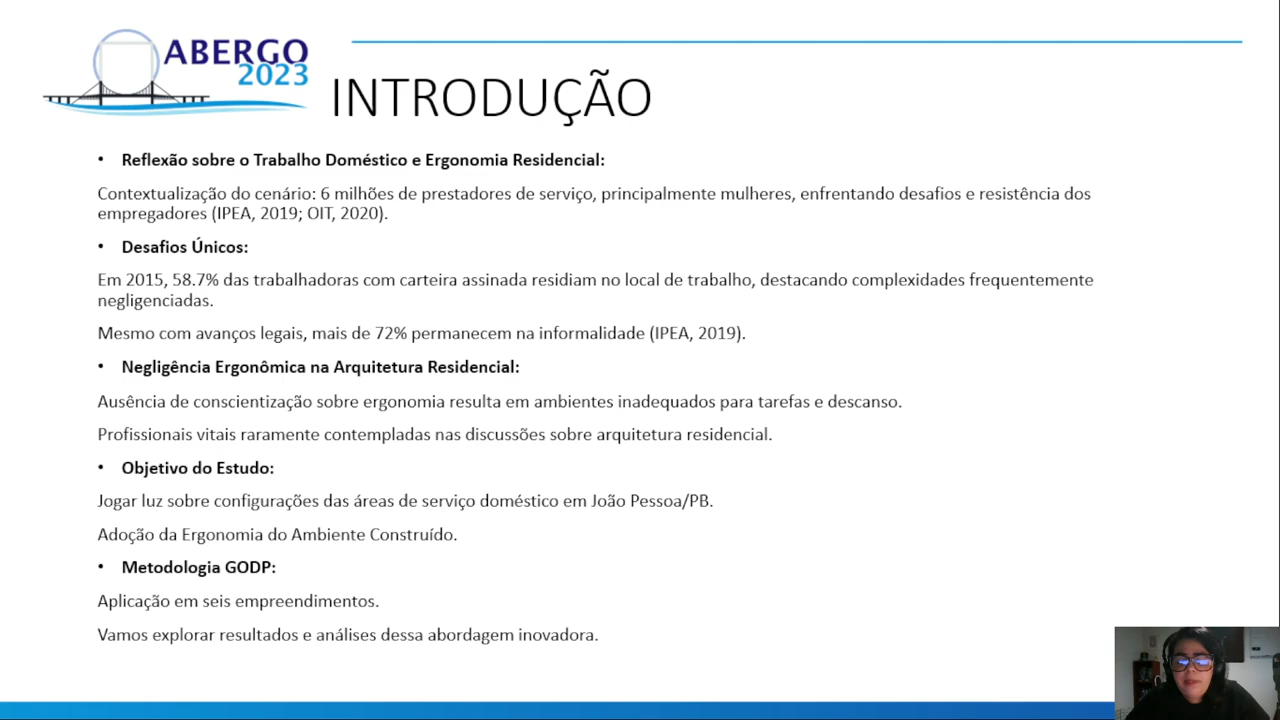 ABERGO
2023
INTRODUÇÃO
• Reflexão sobre o Trabalho Doméstico e Ergonomia Residencial:
Contextualização do cenário: 6 milhões de prestadores de serviço, principalmente mulheres, enfrentando desafios e resistência dos
empregadores (IPEA, 2019; OIT, 2020).
• Desafios Únicos:
Em 2015, 58.7% das trabalhadoras com carteira assinada residiam no local de trabalho, destacando complexidades frequentemente
negligenciadas.
Mesmo com avanços legais, mais de 72% permanecem na informalidade (IPEA, 2019).
• Negligência Ergonômica na Arquitetura Residencial:
Ausência de conscientização sobre ergonomia resulta em ambientes inadequados para tarefas e descanso.
Profissionais vitais raramente contempladas nas discussões sobre arquitetura residencial.
• Objetivo do Estudo:
Jogar luz sobre configurações das áreas de serviço doméstico em João Pessoa/PB.
Adoção da Ergonomia do Ambiente Construído.
• Metodologia GODP:
Aplicação em seis empreendimentos.
Vamos explorar resultados e análises dessa abordagem inovadora.